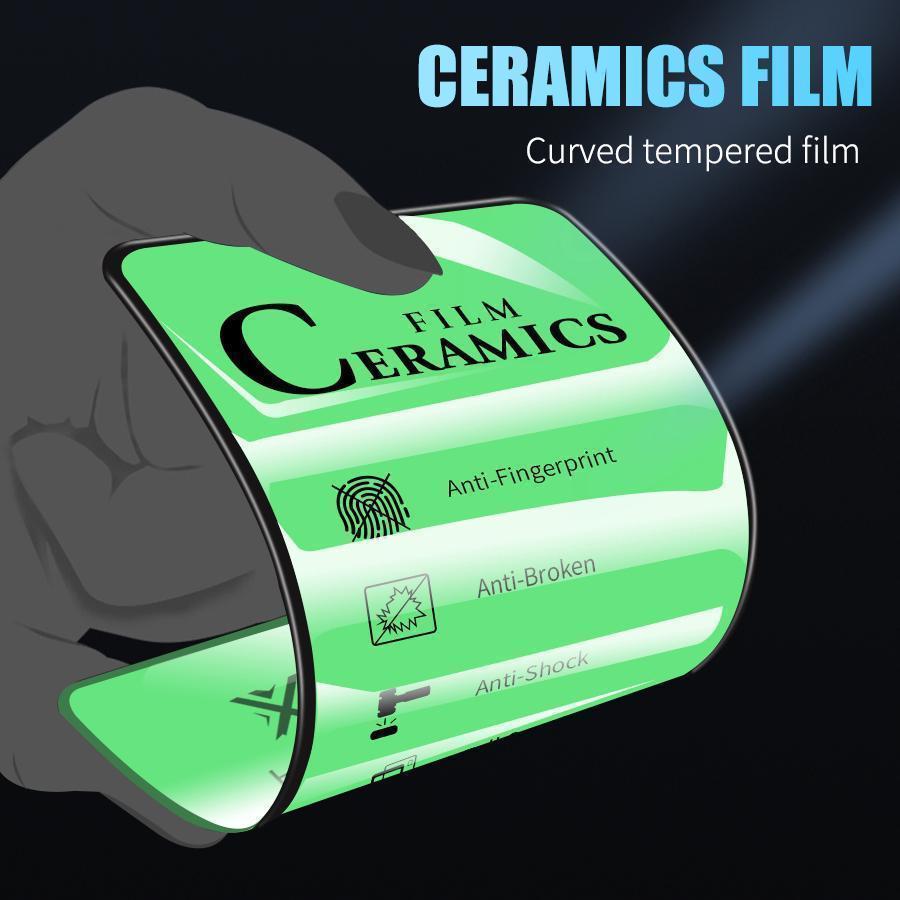 CERAMICS FILM
Curved tempered film
FILM
CERAMICS
Anti-Fingerprint
Anti-Broken
Anti-Shock